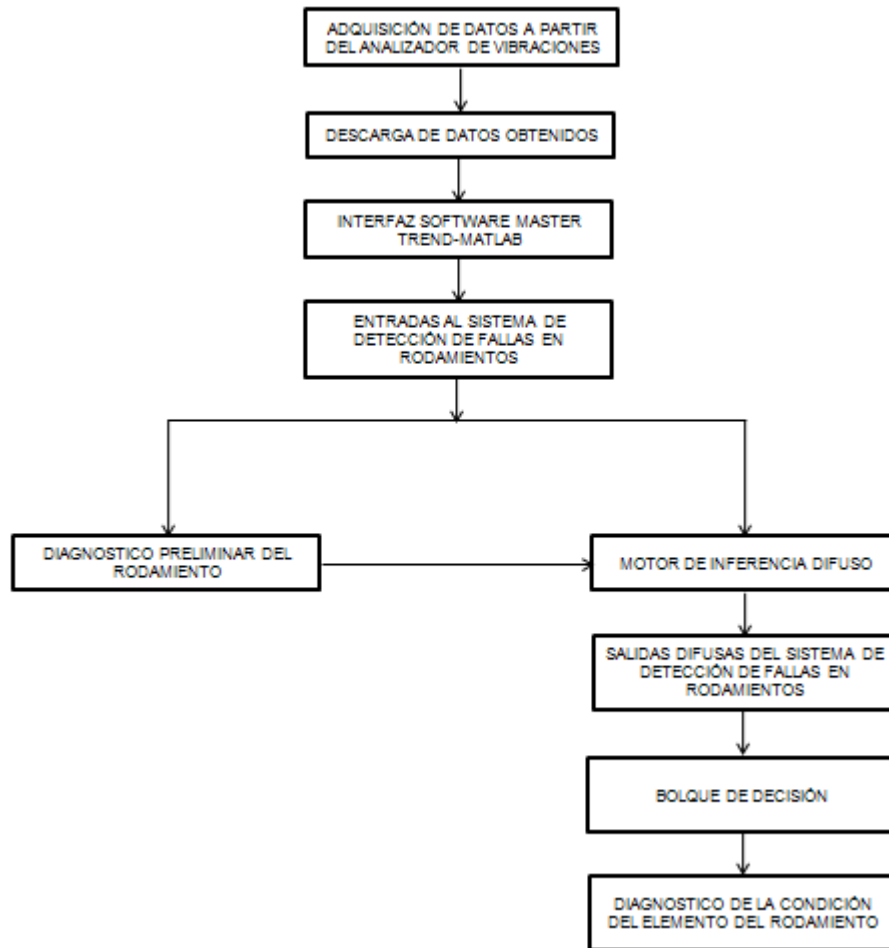 ADQUISICIÓN DE DATOS A PARTIR
DEL ANALIZADOR DE VIBRACIONES
DESCARGA DE DATOS OBTENIDOS
INTERFAZ SOFTWARE MASTER
TREND-MATLAB
ENTRADAS AL SISTEMA DE
DETECCIÓN DE FALLAS EN
RODAMIENTOS
DIAGNOSTICO PRELIMINAR DEL
RODAMIENTO
MOTOR DE INFERENCIA DIFUSO
SALIDAS DIFUSAS DEL SISTEMA DE
DETECCIÓN DE FALLAS EN
RODAMIENTOS
BOLQUE DE DECISIÓN
DIAGNOSTICO DE LA CONDICIÓN
DEL ELEMENTO DEL RODAMIENTO